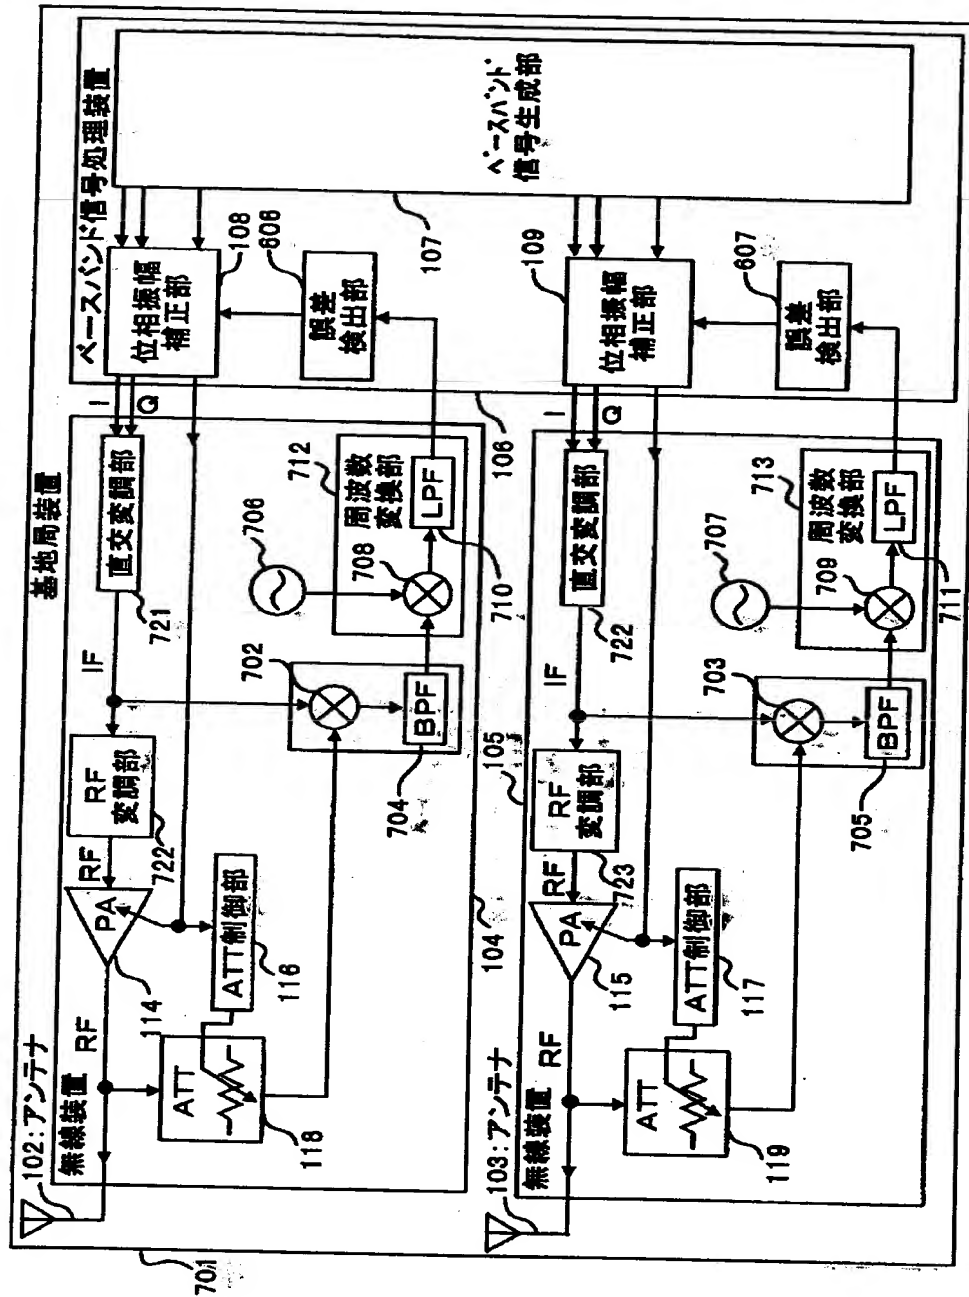 701
基地局装置
102:アンテナ
無線装置
RF
114
PA
RF
RF
変調部
722
IF
直交変調部
721
I
Q
ATT
118
ATT制御部
116
104
702
BPF
704
706
周波数
変換部
712
708
LPF
710
106
ベースバンド信号処理装置
位相振幅
補正部
108
誤差
検出部
606
107
ベースバンド
信号生成部
103:アンテナ
無線装置
RF
115
PA
RF
RF
変調部
723
105
IF
直交変調部
722
I
Q
ATT
119
ATT制御部
117
703
BPF
705
707
周波数
変換部
713
709
LPF
711
位相振幅
補正部
109
誤差
検出部
607